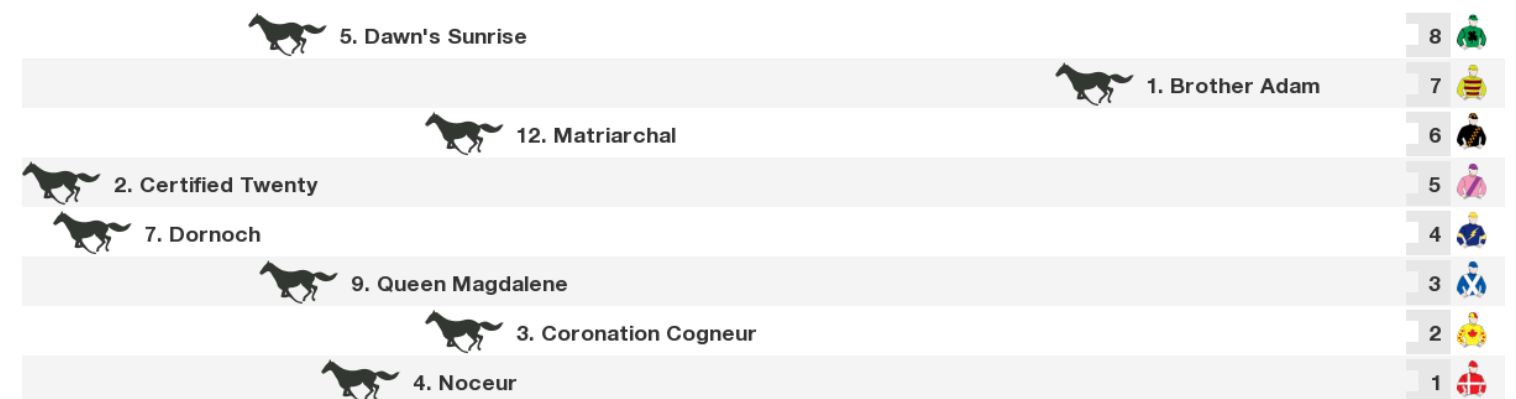 5. Dawn's Sunrise 8
1. Brother Adam 7
12. Matriarchal 6
2. Certified Twenty 5
7. Dornoch 4
9. Queen Magdalene 3
3. Coronation Cogneur 2
4. Noceur 1